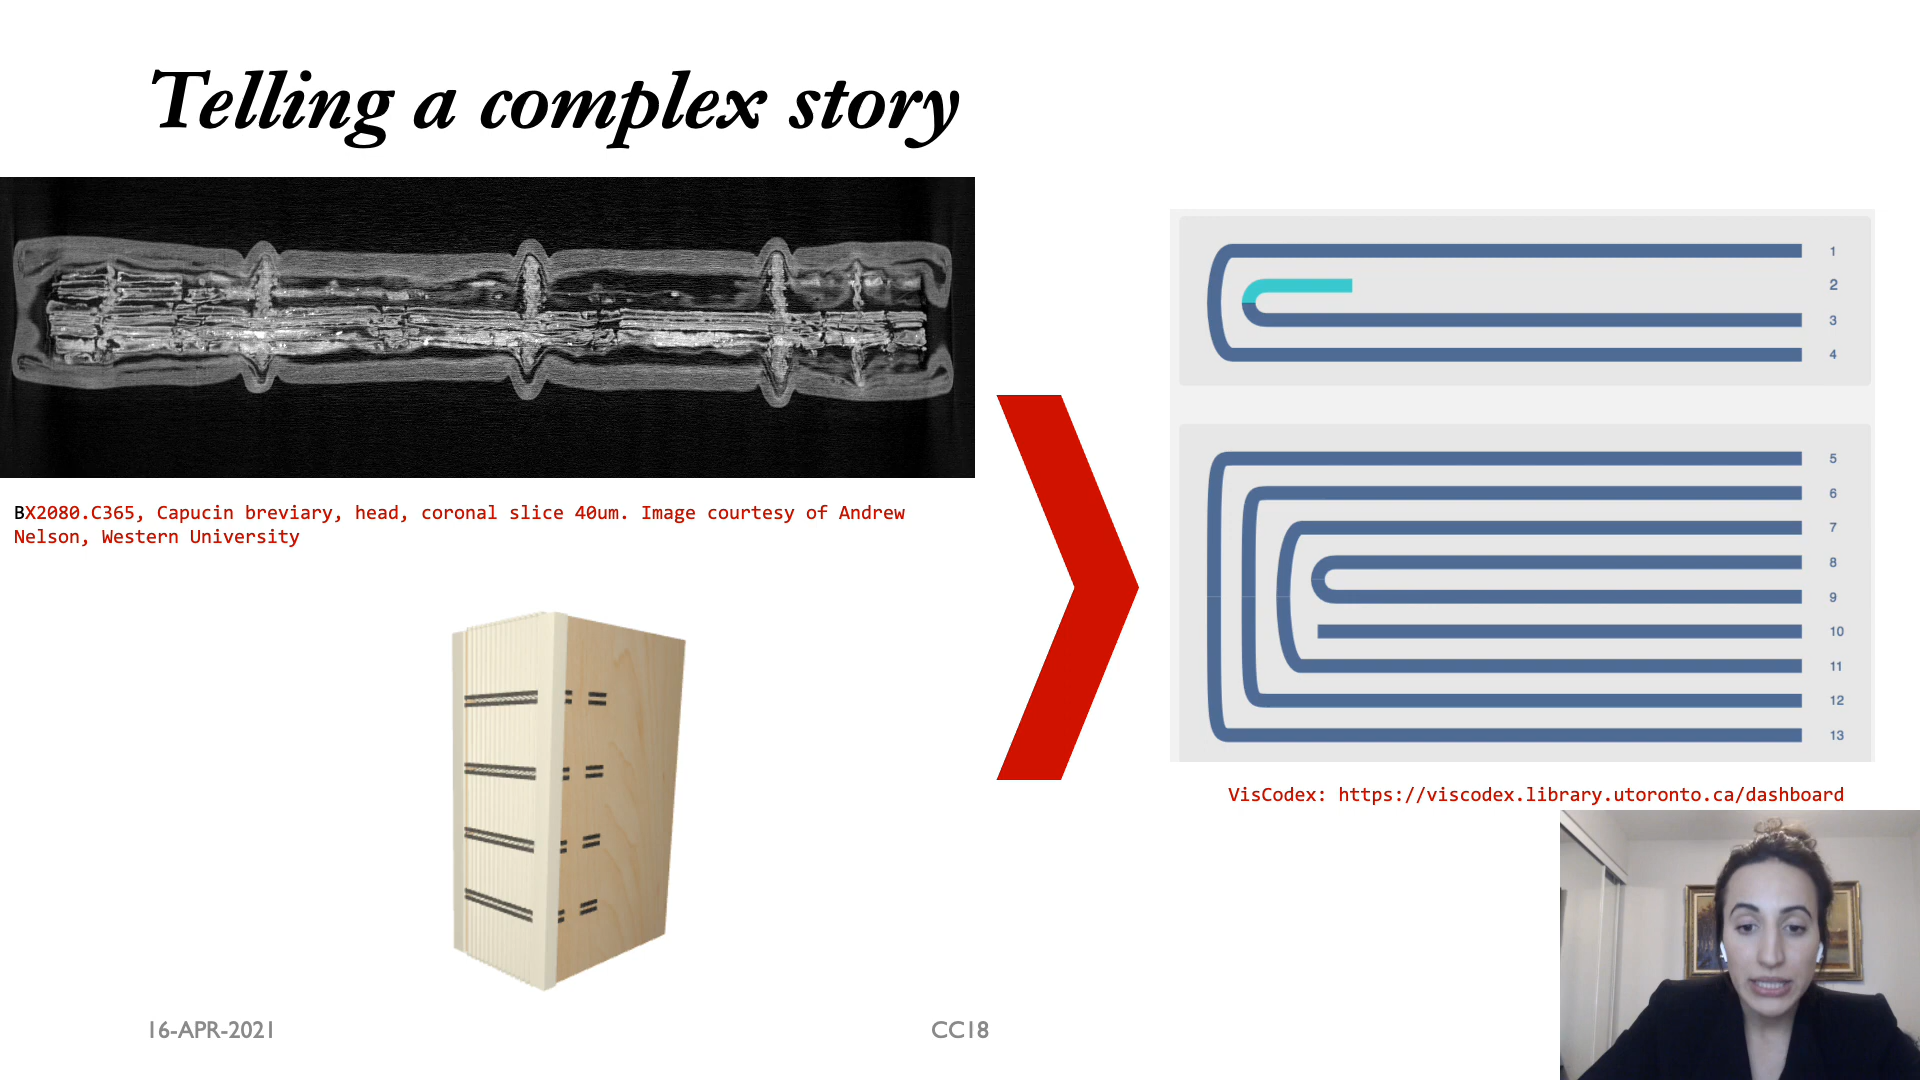 Telling a complex story
BX2080.C365, Capucin breviary, head, coronal slice 40um. Image courtesy of Andrew
Nelson, Western University
1
2
3
4
5
6
7
8
9
10
11
12
13
VisCodex: https://viscodex.library.utoronto.ca/dashboard
16-APR-2021
CC18